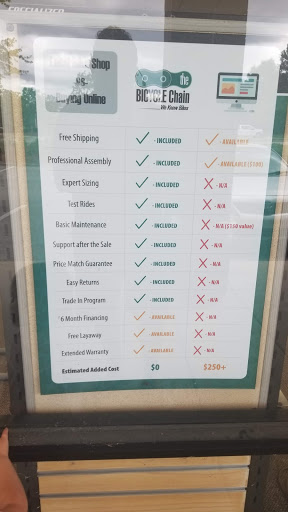 Shop
vs.
Buying Online
the
BICYCLE Chain
We Know Bikes
Free Shipping - INCLUDED - AVAILABLE
Professional Assembly - INCLUDED - AVAILABLE
Expert Sizing - INCLUDED - N/A
Test Rides - INCLUDED - N/A
Basic Maintenance - INCLUDED - N/A ($150 value)
Support after the Sale - INCLUDED - N/A
Price Match Guarantee - INCLUDED - N/A
Easy Returns - INCLUDED - N/A
Trade In Program - INCLUDED - N/A
6 Month Financing - AVAILABLE - N/A
Free Layaway - AVAILABLE - N/A
Extended Warranty - AVAILABLE - N/A
Estimated Added Cost $0 $250+